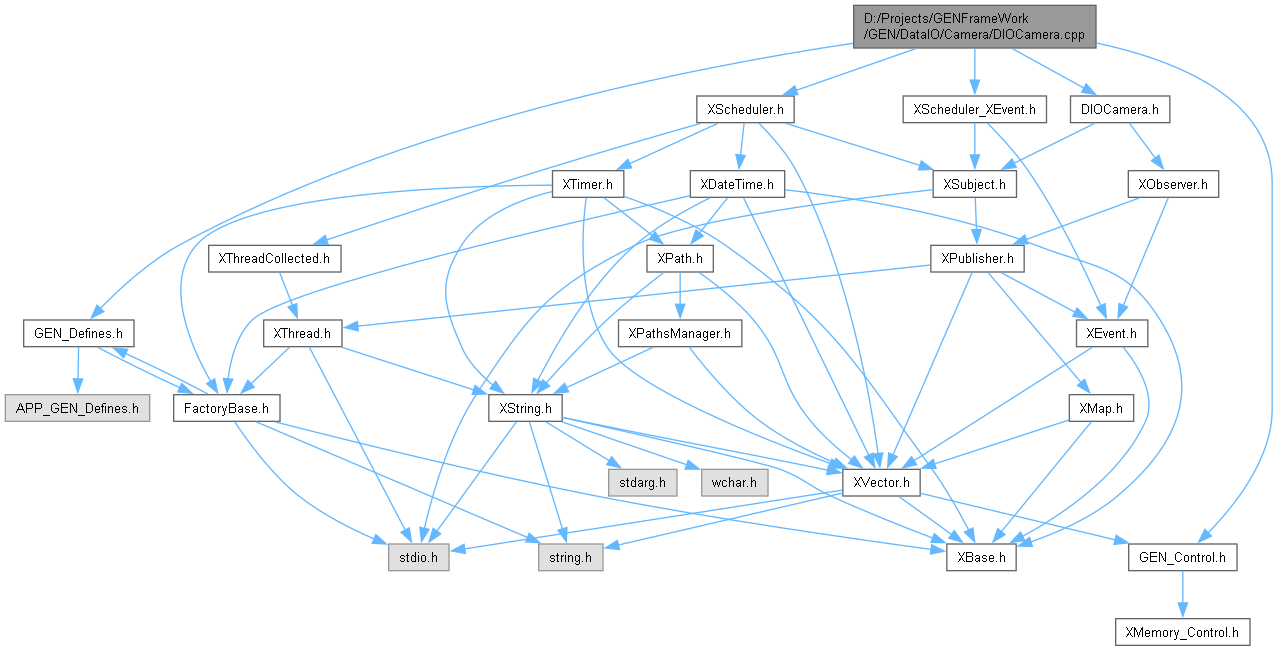 D:/Projects/GENFrameWork
/GEN/DataIO/Camera/DIOCamera.cpp
XScheduler.h
XScheduler_XEvent.h
DIOCamera.h
XTimer.h
XDateTime.h
XSubject.h
XObserver.h
XThreadCollected.h
XPath.h
XPublisher.h
GEN_Defines.h
XThread.h
XPathsManager.h
XEvent.h
APP_GEN_Defines.h
FactoryBase.h
XString.h
XMap.h
stdarg.h
wchar.h
XVector.h
stdio.h
string.h
XBase.h
GEN_Control.h
XMemory_Control.h